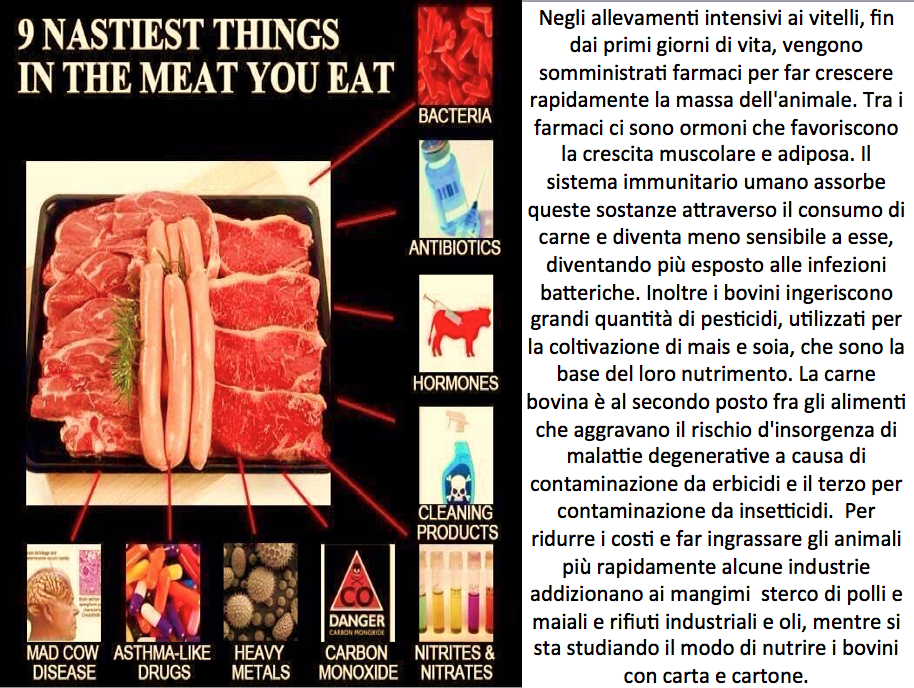 9 NASTIEST THINGS
IN THE MEAT YOU EAT
BACTERIA
ANTIBIOTICS
HORMONES
CLEANING
PRODUCTS
MAD COW
DISEASE
ASTHMA-LIKE
DRUGS
HEAVY
METALS
CO
DANGER
CARBON MONOXIDE
CARBON
MONOXIDE
NITRITES &
NITRATES
Negli allevamenti intensivi ai vitelli, fin
dai primi giorni di vita, vengono
somministrati farmaci per far crescere
rapidamente la massa dell'animale. Tra i
farmaci ci sono ormoni che favoriscono
la crescita muscolare e adiposa. Il
sistema immunitario umano assorbe
queste sostanze attraverso il consumo di
carne e diventa meno sensibile a esse,
diventando più esposto alle infezioni
batteriche. Inoltre i bovini ingeriscono
grandi quantità di pesticidi, utilizzati per
la coltivazione di mais e soia, che sono la
base del loro nutrimento. La carne
bovina è al secondo posto fra gli alimenti
che aggravano il rischio d'insorgenza di
malattie degenerative a causa di
contaminazione da erbicidi e il terzo per
contaminazione da insetticidi.  Per
ridurre i costi e far ingrassare gli animali
più rapidamente alcune industrie
addizionano ai mangimi  sterco di polli e
maiali e rifiuti industriali e oli, mentre si
sta studiando il modo di nutrire i bovini
con carta e cartone.